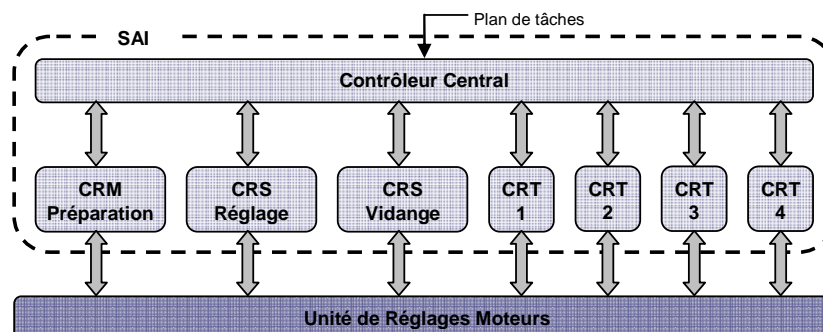 Plan de tâches
SAI
Contrôleur Central
CRM
Préparation
CRS
Réglage
CRS
Vidange
CRT
1
CRT
2
CRT
3
CRT
4
Unité de Réglages Moteurs